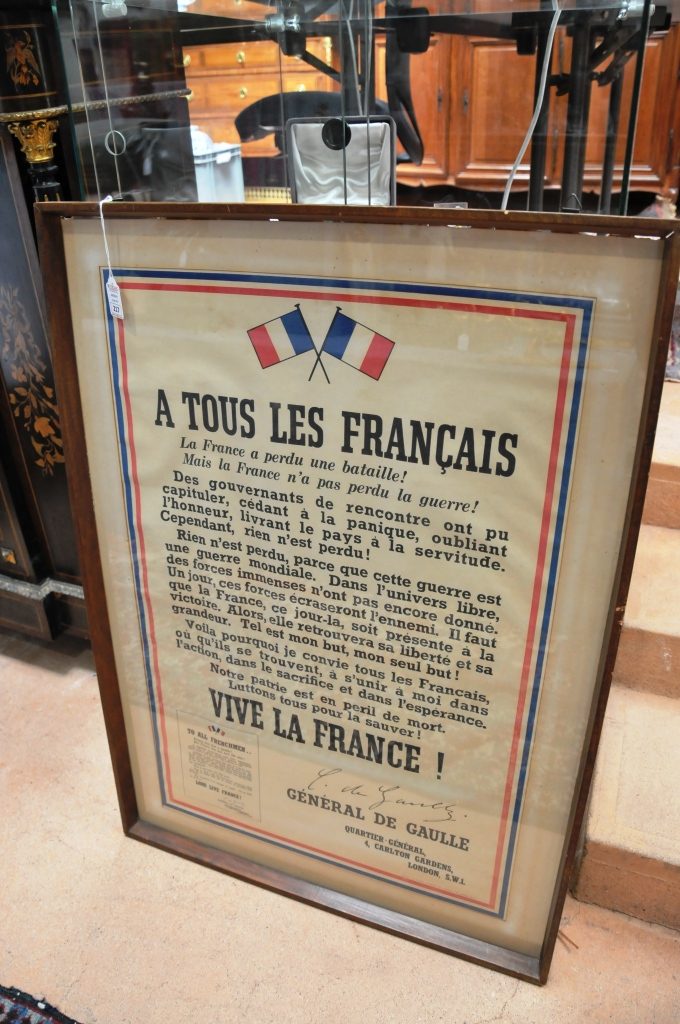 A TOUS LES FRANÇAIS
La France a perdu une bataille!
Mais la France n'a pas perdu la guerre!
Des gouvernants de rencontre ont pu
capituler, cédant à la panique, oubliant
l'honneur, livrant le pays à la servitude.
Cependant, rien n'est perdu!
Rien n'est perdu, parce que cette guerre est
une guerre mondiale. Dans l'univers libre,
des forces immenses n'ont pas encore donné.
Un jour, ces forces écraseront l'ennemi. Il faut
que la France, ce jour-la, soit présente à la
victoire. Alors, elle retrouvera sa liberté et sa
grandeur. Tel est mon but, mon seul but!
Voilà pourquoi je convie tous les Français,
où qu'ils se trouvent, à s'unir à moi dans
l'action, dans le sacrifice et dans l'espérance.
Notre patrie est en peril de mort.
Luttons tous pour la sauver!
VIVE LA FRANCE !
TO ALL FRENCHMEN..
LONG LIVE FRANCE!
C. de Gaulle.
GÉNÉRAL DE GAULLE
QUARTIER-GÉNÉRAL,
4, CARLTON GARDENS,
LONDON, S.W.1.